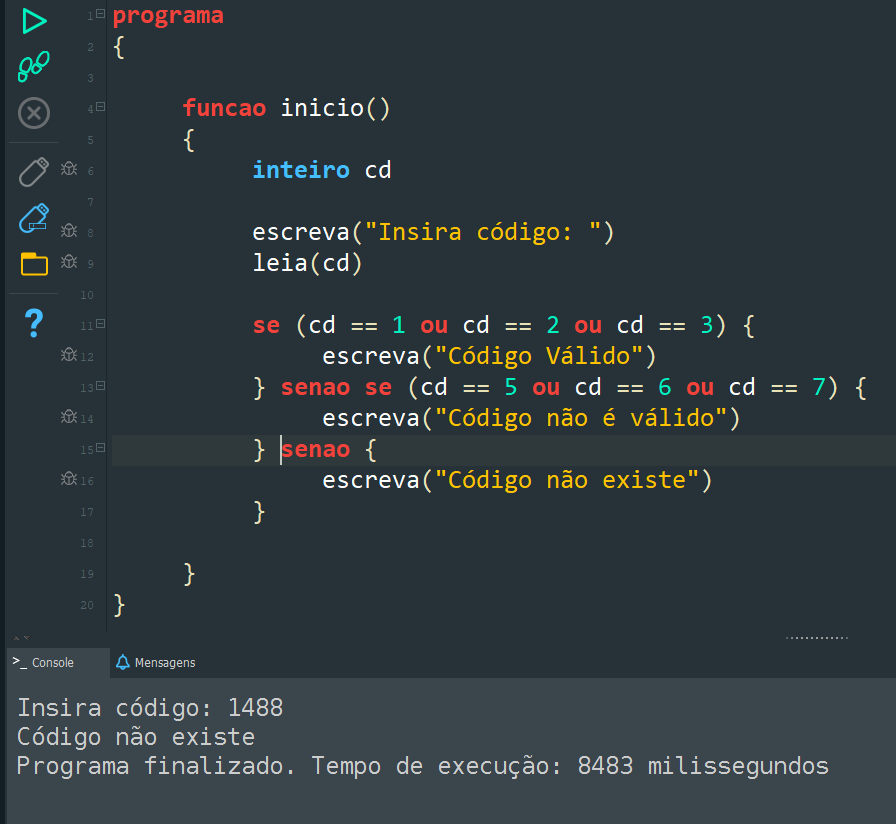 1 programa
2 {
3
4 funcao inicio()
5 {
6 inteiro cd
7
8 escreva("Insira código: ")
9 leia(cd)
10
11 se (cd == 1 ou cd == 2 ou cd == 3) {
12 escreva("Código Válido")
13 } senao se (cd == 5 ou cd == 6 ou cd == 7) {
14 escreva("Código não é válido")
15 } senao {
16 escreva("Código não existe")
17 }
18
19 }
20 }
>_ Console Mensagens
Insira código: 1488
Código não existe
Programa finalizado. Tempo de execução: 8483 milissegundos